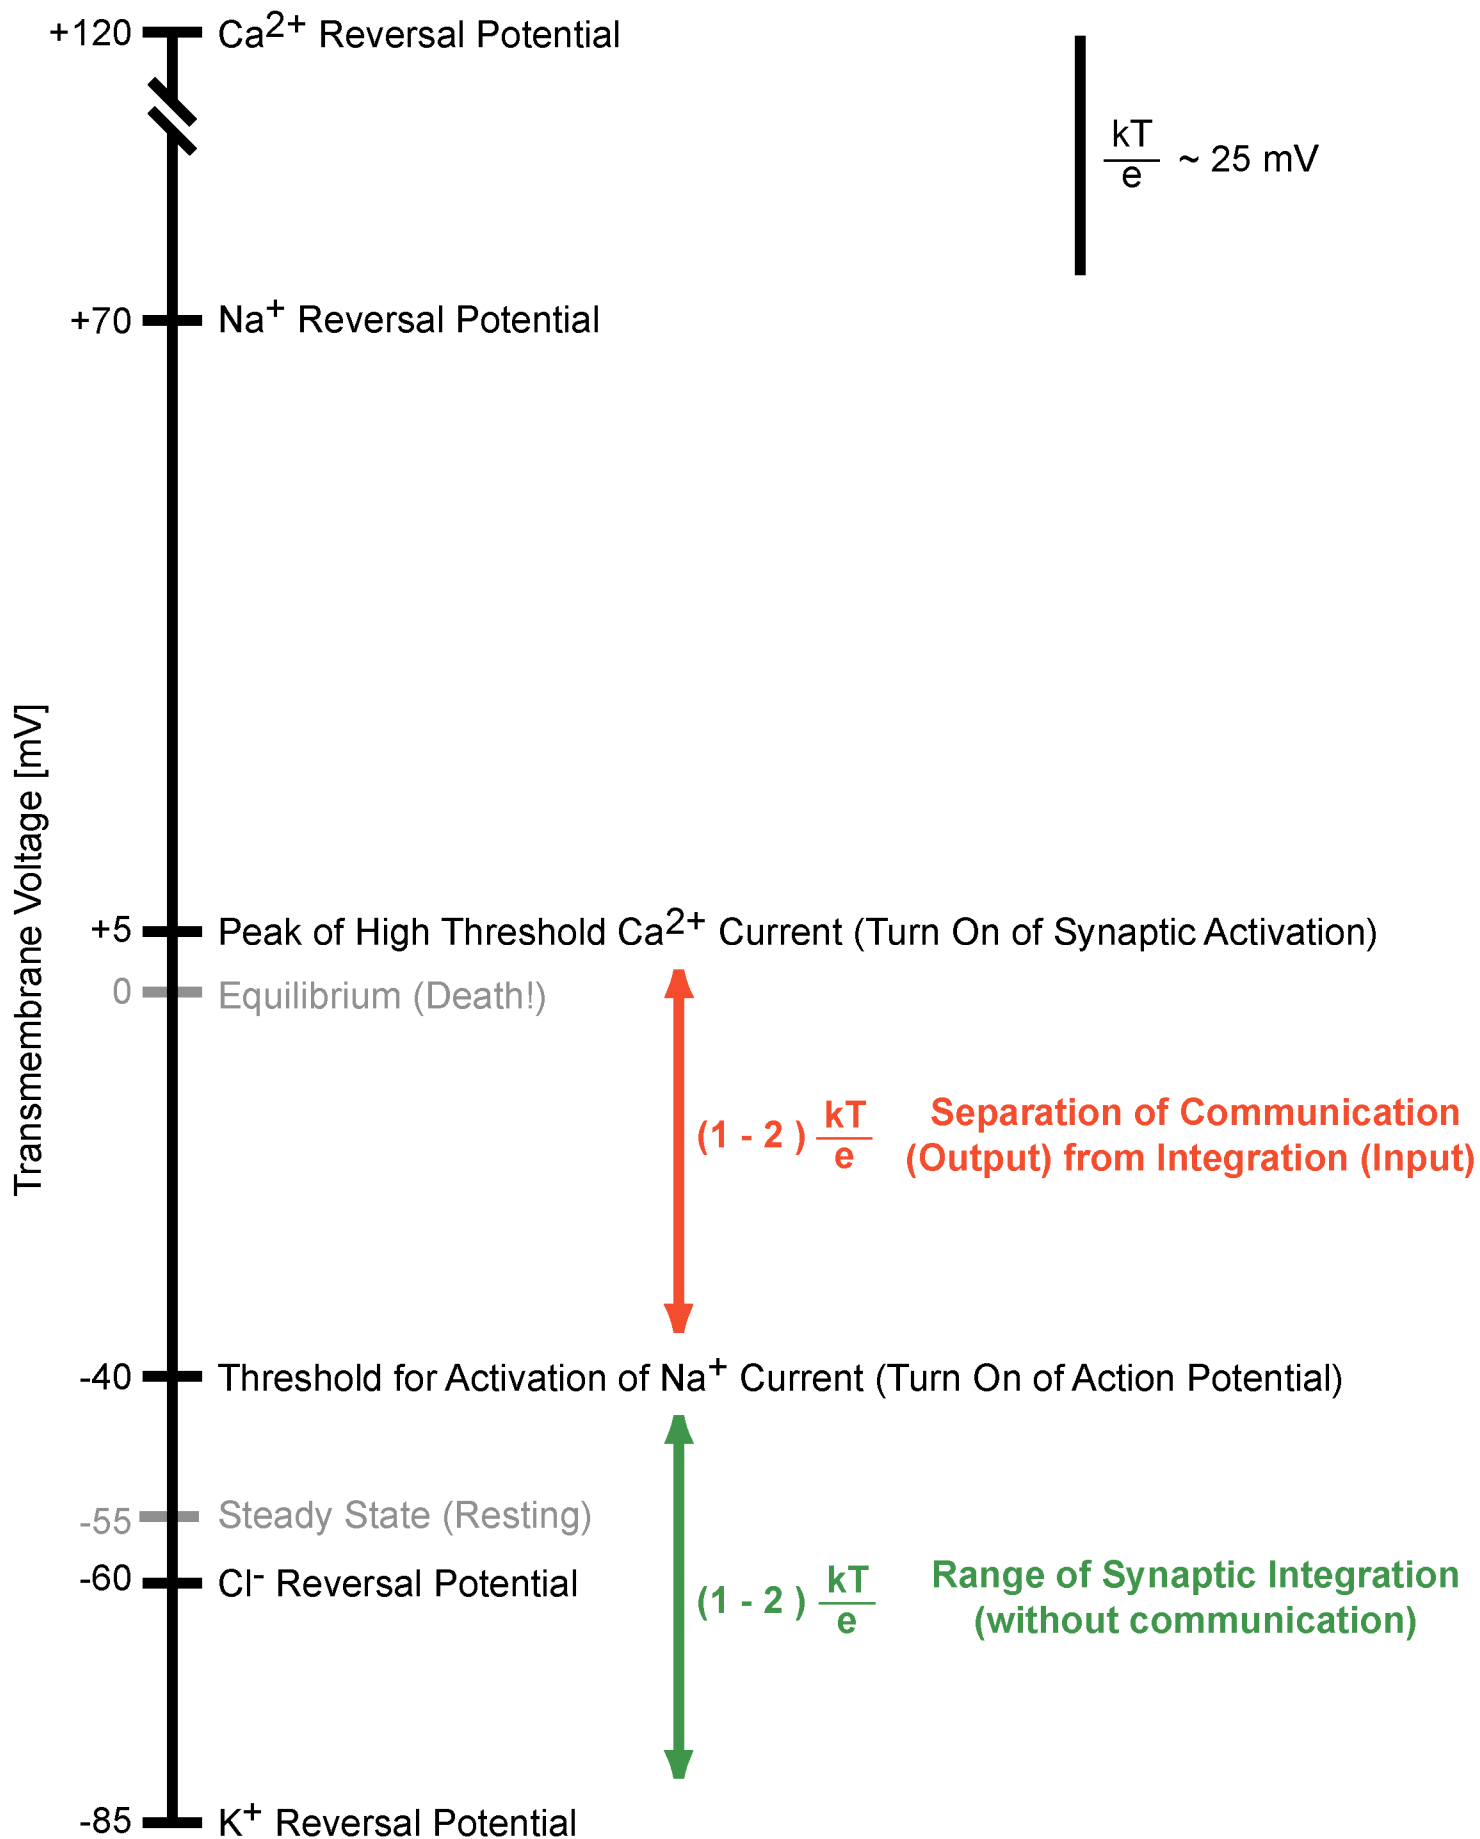 +120 Ca2+ Reversal Potential
kT
e
~ 25 mV
+70 Na+ Reversal Potential
Transmembrane Voltage [mV]
+5 Peak of High Threshold Ca2+ Current (Turn On of Synaptic Activation)
0 Equilibrium (Death!)
(1 - 2 ) kT
e
Separation of Communication
(Output) from Integration (Input)
-40 Threshold for Activation of Na+ Current (Turn On of Action Potential)
-55 Steady State (Resting)
-60 Cl- Reversal Potential
(1 - 2 ) kT
e
Range of Synaptic Integration
(without communication)
-85 K+ Reversal Potential